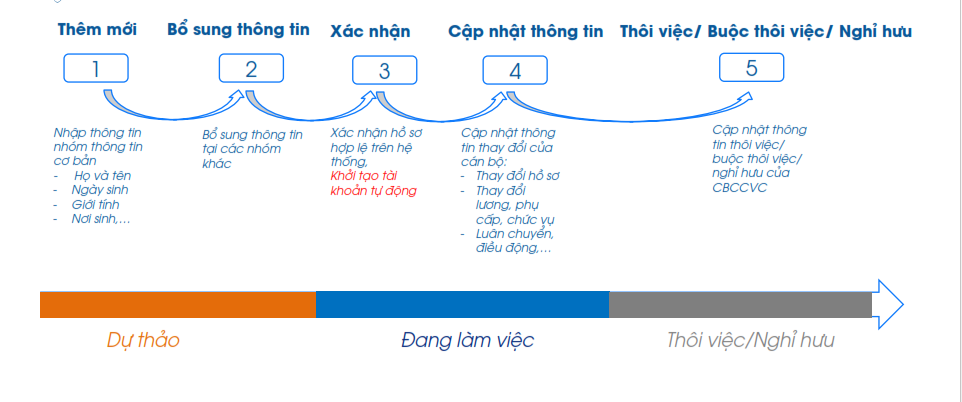 Thêm mới
Bổ sung thông tin
Xác nhận
Cập nhật thông tin
Thôi việc/ Buộc thôi việc/ Nghỉ hưu
1
2
3
4
5
Nhập thông tin
nhóm thông tin
cơ bản
- Họ và tên
- Ngày sinh
- Giới tính
- Nơi sinh,...
Bổ sung thông tin
tại các nhóm
khác
Xác nhận hồ sơ
hợp lệ trên hệ
thống,
Khởi tạo tài
khoản tự động
Cập nhật thông
tin thay đổi của
cán bộ:
- Thay đổi hồ sơ
- Thay đổi
lương, phụ
cấp, chức vụ
- Luân chuyển,
điều động,...
Cập nhật thông
tin thôi việc/
buộc thôi việc/
nghỉ hưu của
CBCCVC
Dự thảo
Đang làm việc
Thôi việc/Nghỉ hưu